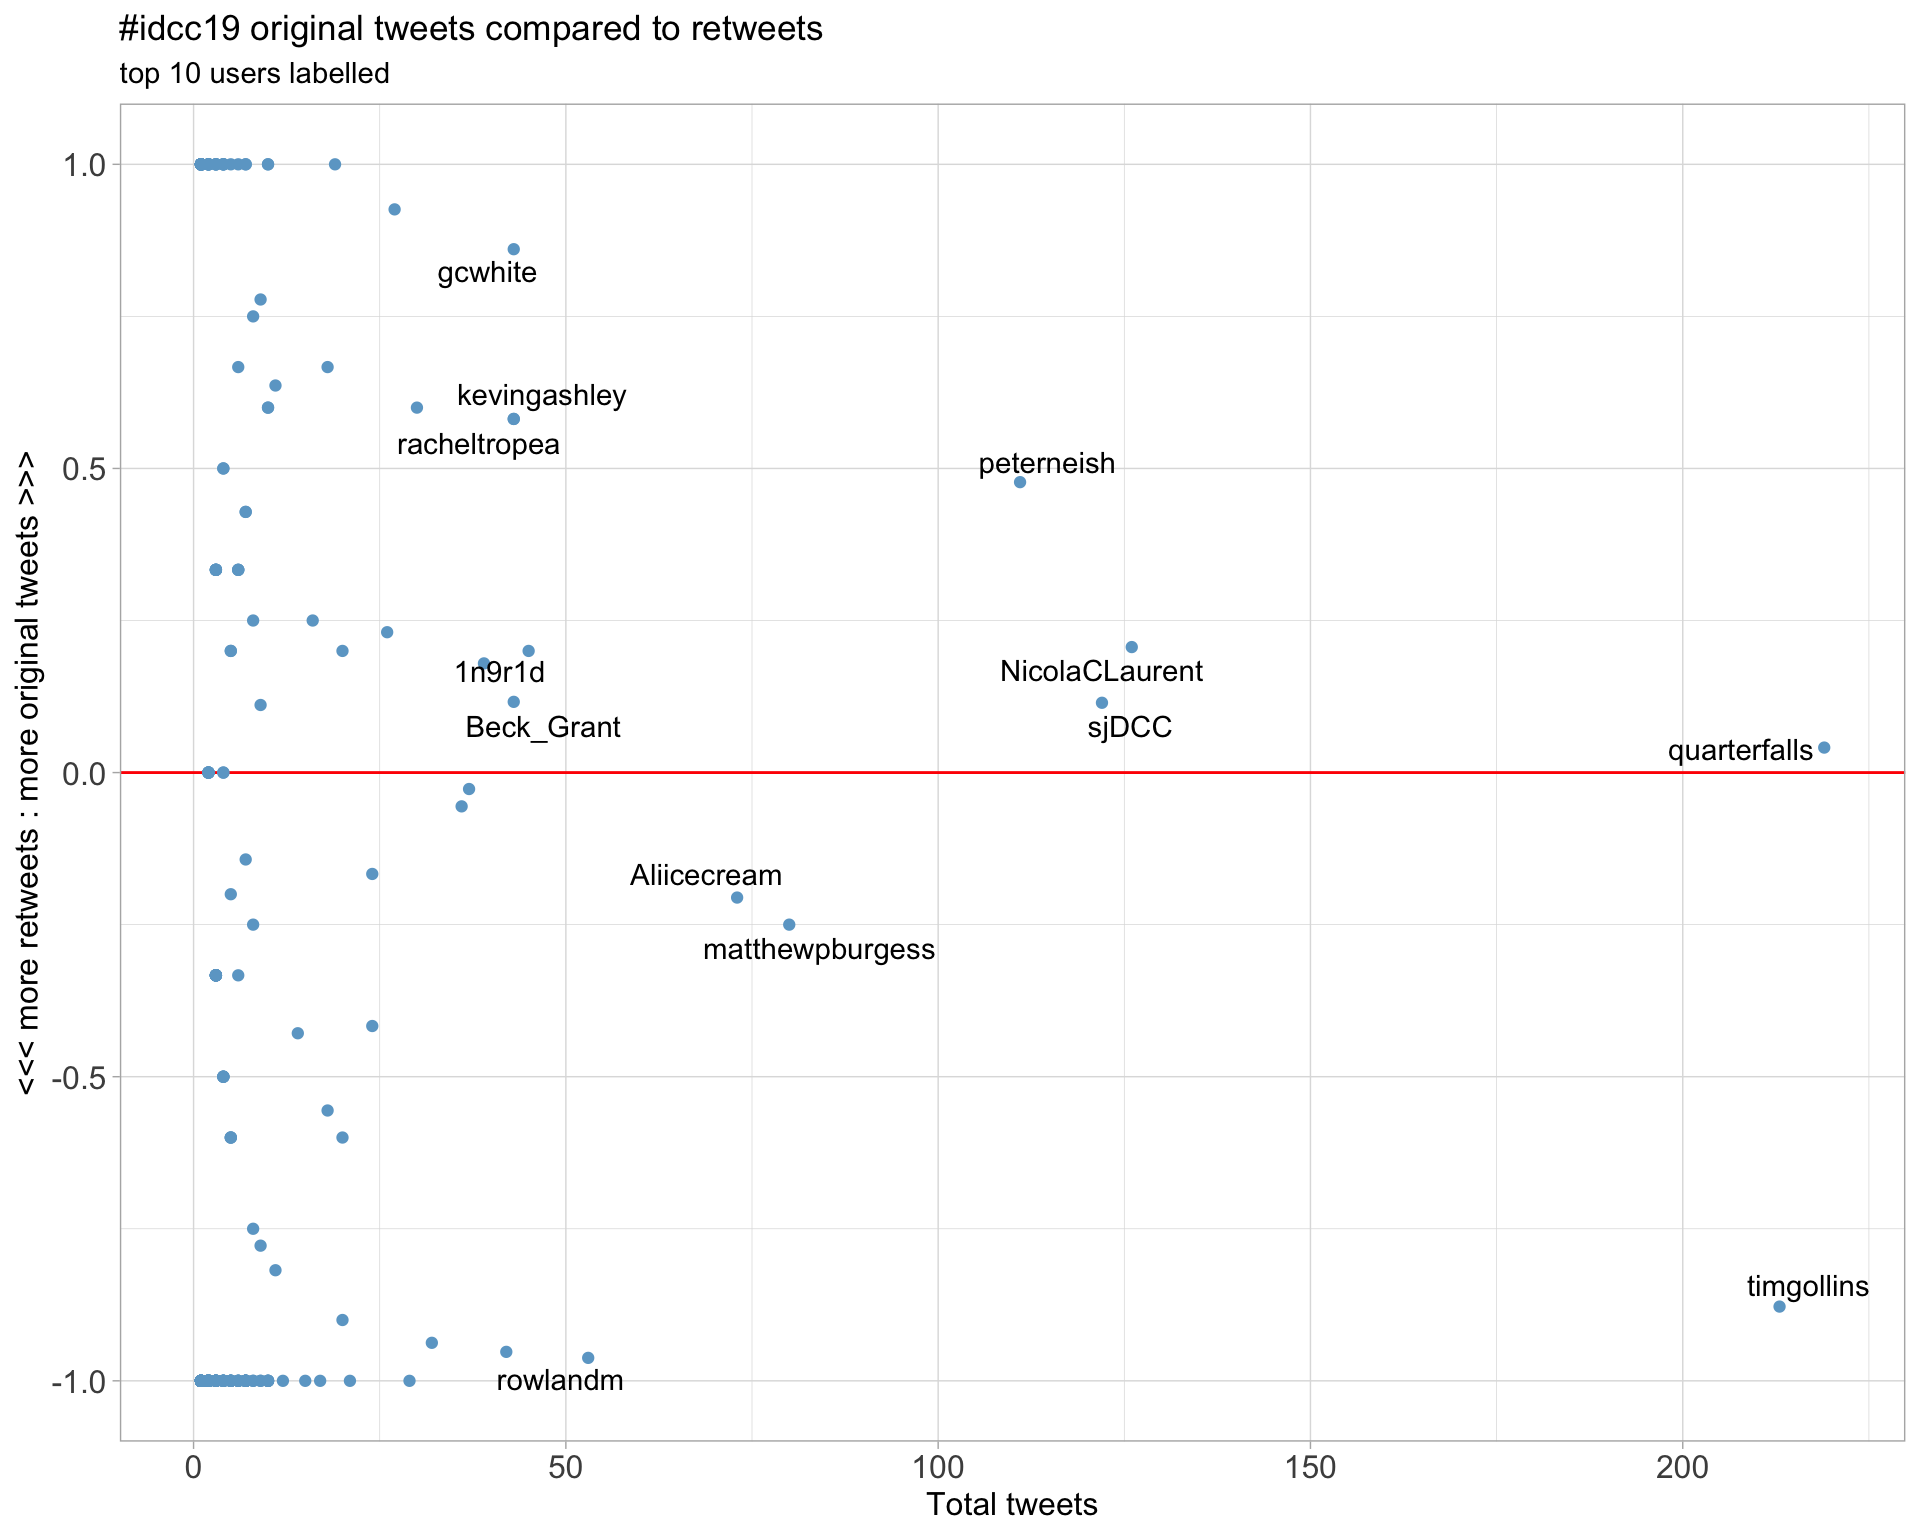 #idcc19 original tweets compared to retweets
top 10 users labelled
<<< more retweets : more original tweets >>>
1.0
0.5
0.0
-0.5
-1.0
gcwhite
kevingashley
racheltropea
peterneish
1n9r1d
NicolaCLaurent
Beck_Grant
sjDCC
quarterfalls
Aliicecream
matthewpburgess
timgollins
rowlandm
0
50
100
150
200
Total tweets